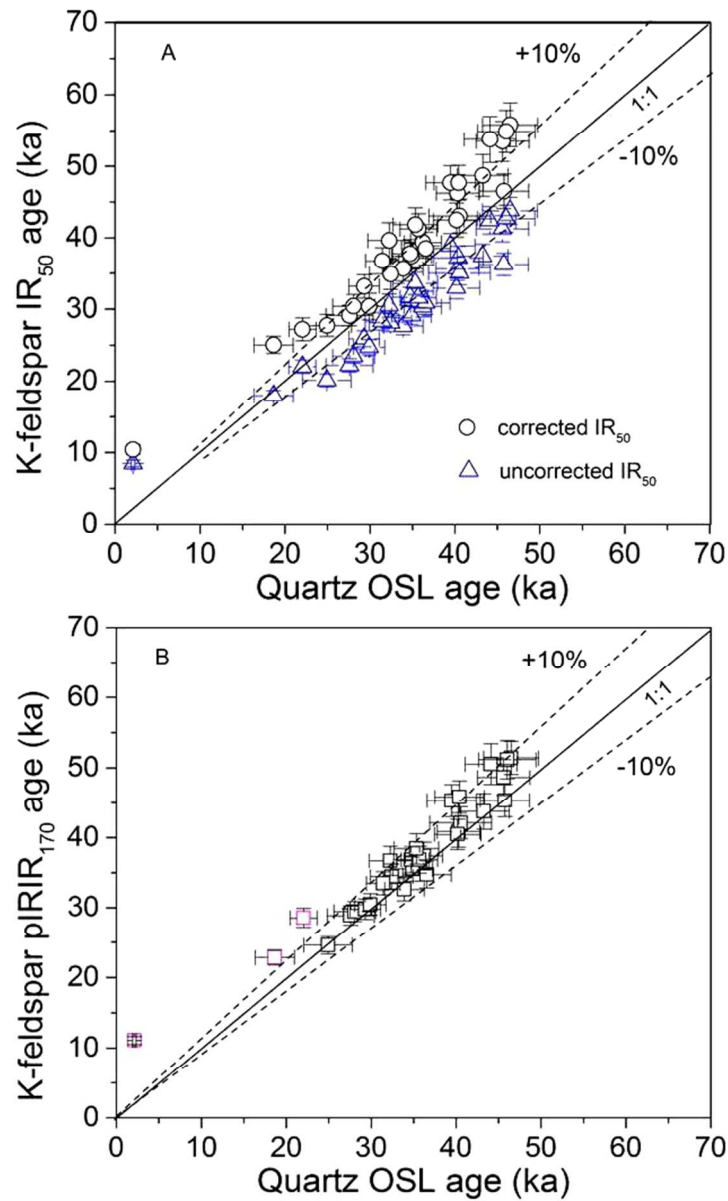 A
70
60
50
40
30
20
10
0
K-feldspar IR50 age (ka)
+10%
1:1
-10%
corrected IR50
uncorrected IR50
0 10 20 30 40 50 60 70
Quartz OSL age (ka)
B
70
60
50
40
30
20
10
0
K-feldspar pIRIR170 age (ka)
+10%
1:1
-10%
0 10 20 30 40 50 60 70
Quartz OSL age (ka)